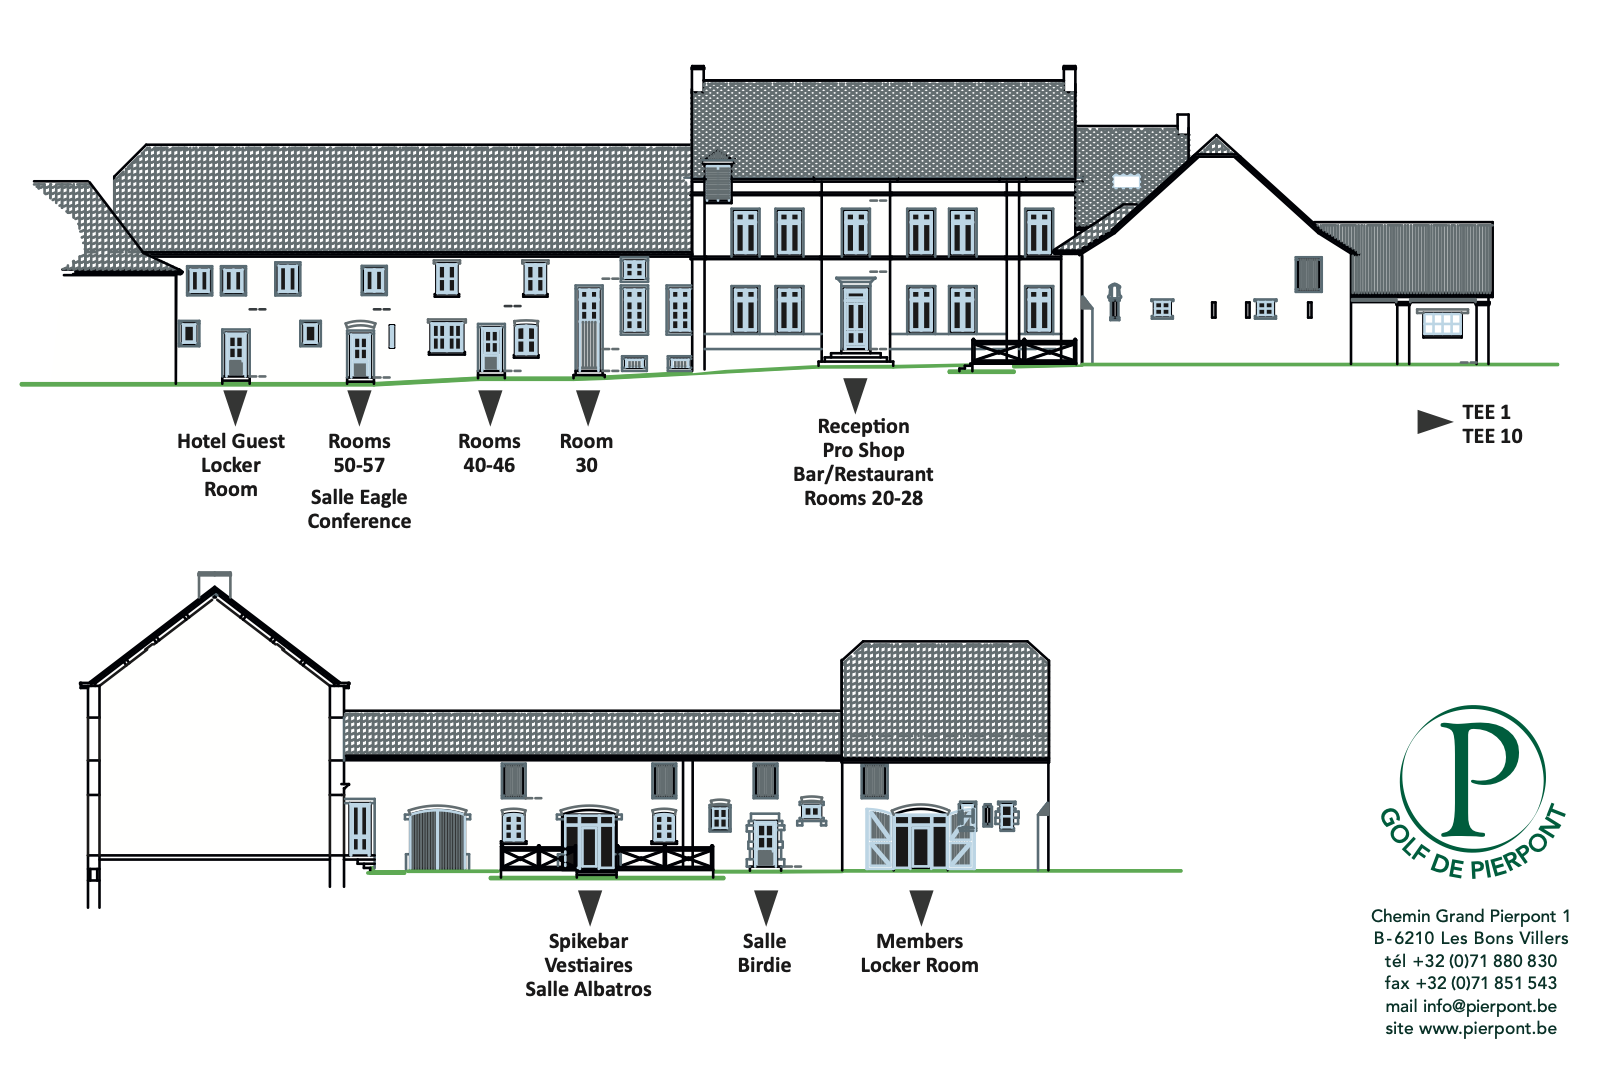 Hotel Guest
Locker
Room
Rooms
50-57
Salle Eagle
Conference
Rooms
40-46
Room
30
Reception
Pro Shop
Bar/Restaurant
Rooms 20-28
TEE 1
TEE 10
Spikebar
Vestiaires
Salle Albatros
Salle
Birdie
Members
Locker Room
P
GOLF DE PIERPONT
Chemin Grand Pierpont 1
B-6210 Les Bons Villers
tél +32 (0)71 880 830
fax +32 (0)71 851 543
mail info@pierpont.be
site www.pierpont.be